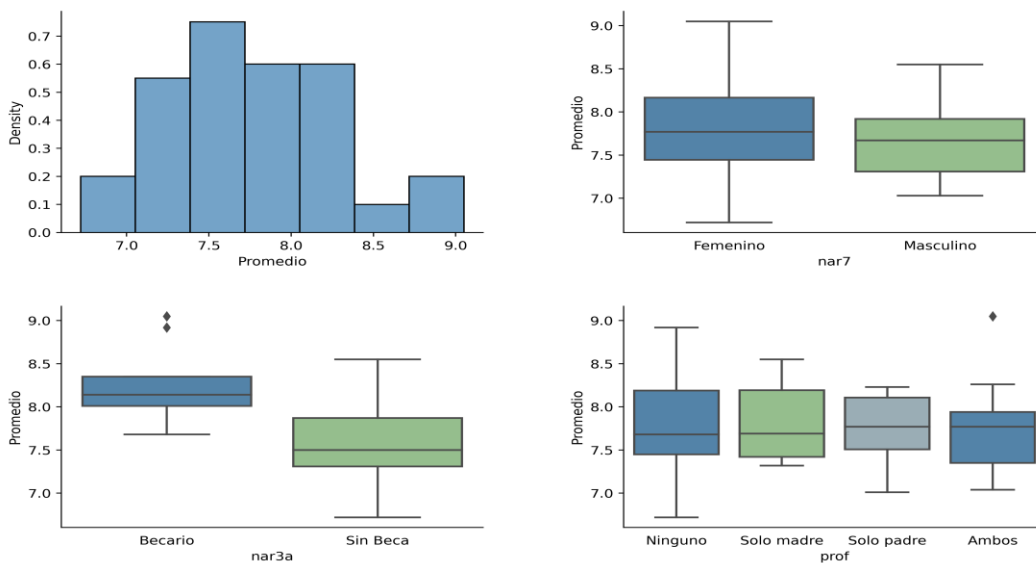 0.7
0.6
0.5
0.4
0.3
0.2
0.1
0.0
Density
7.0 7.5 8.0 8.5 9.0
Promedio
9.0
8.5
8.0
7.5
7.0
Promedio
Femenino Masculino
nar7
9.0
8.5
8.0
7.5
7.0
Promedio
Becario Sin Beca
nar3a
9.0
8.5
8.0
7.5
7.0
Promedio
Ninguno Solo madre Solo padre Ambos
prof